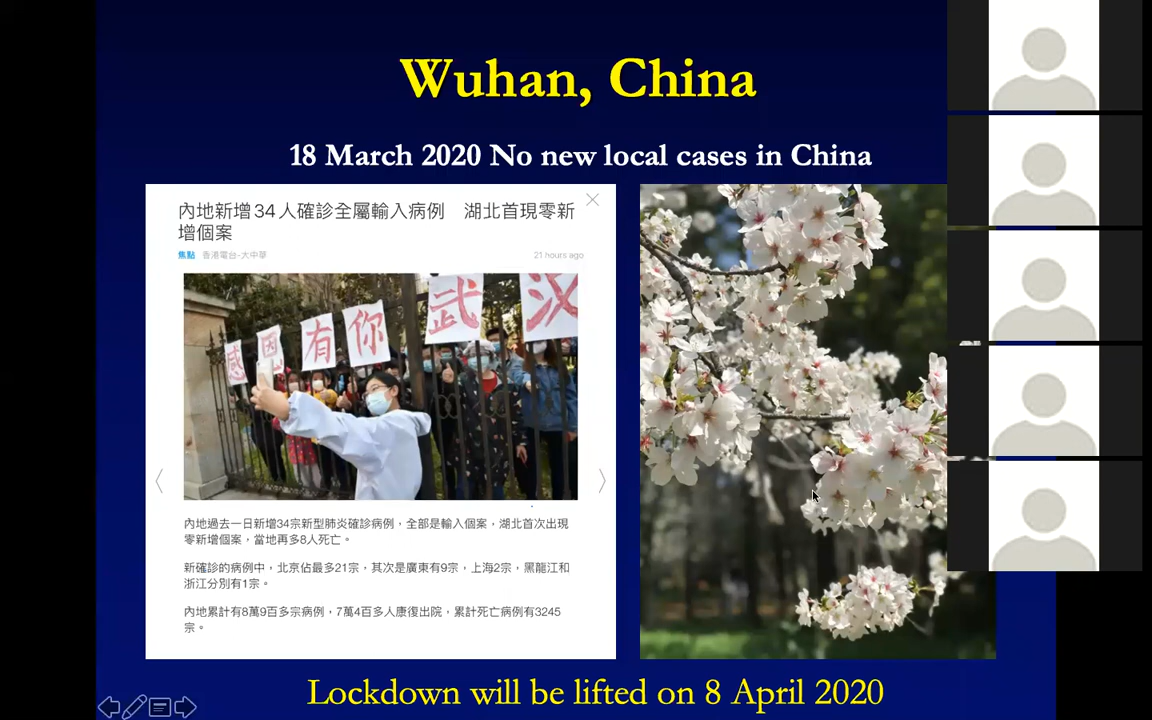 Wuhan, China
18 March 2020 No new local cases in China
內地新增34人確診全屬輸入病例　湖北首現零新
增個案
焦點 香港電台-大中華 21 hours ago
感恩有你 武汉
內地過去一日新增34宗新型肺炎確診病例，全部是輸入個案，湖北首次出現
零新增個案，當地再多8人死亡。
新確診的病例中，北京佔最多21宗，其次是廣東有9宗，上海2宗，黑龍江和
浙江分別有1宗。
內地累計有8萬9百多宗病例，7萬4百多人康復出院，累計死亡病例有3245
宗。
Lockdown will be lifted on 8 April 2020